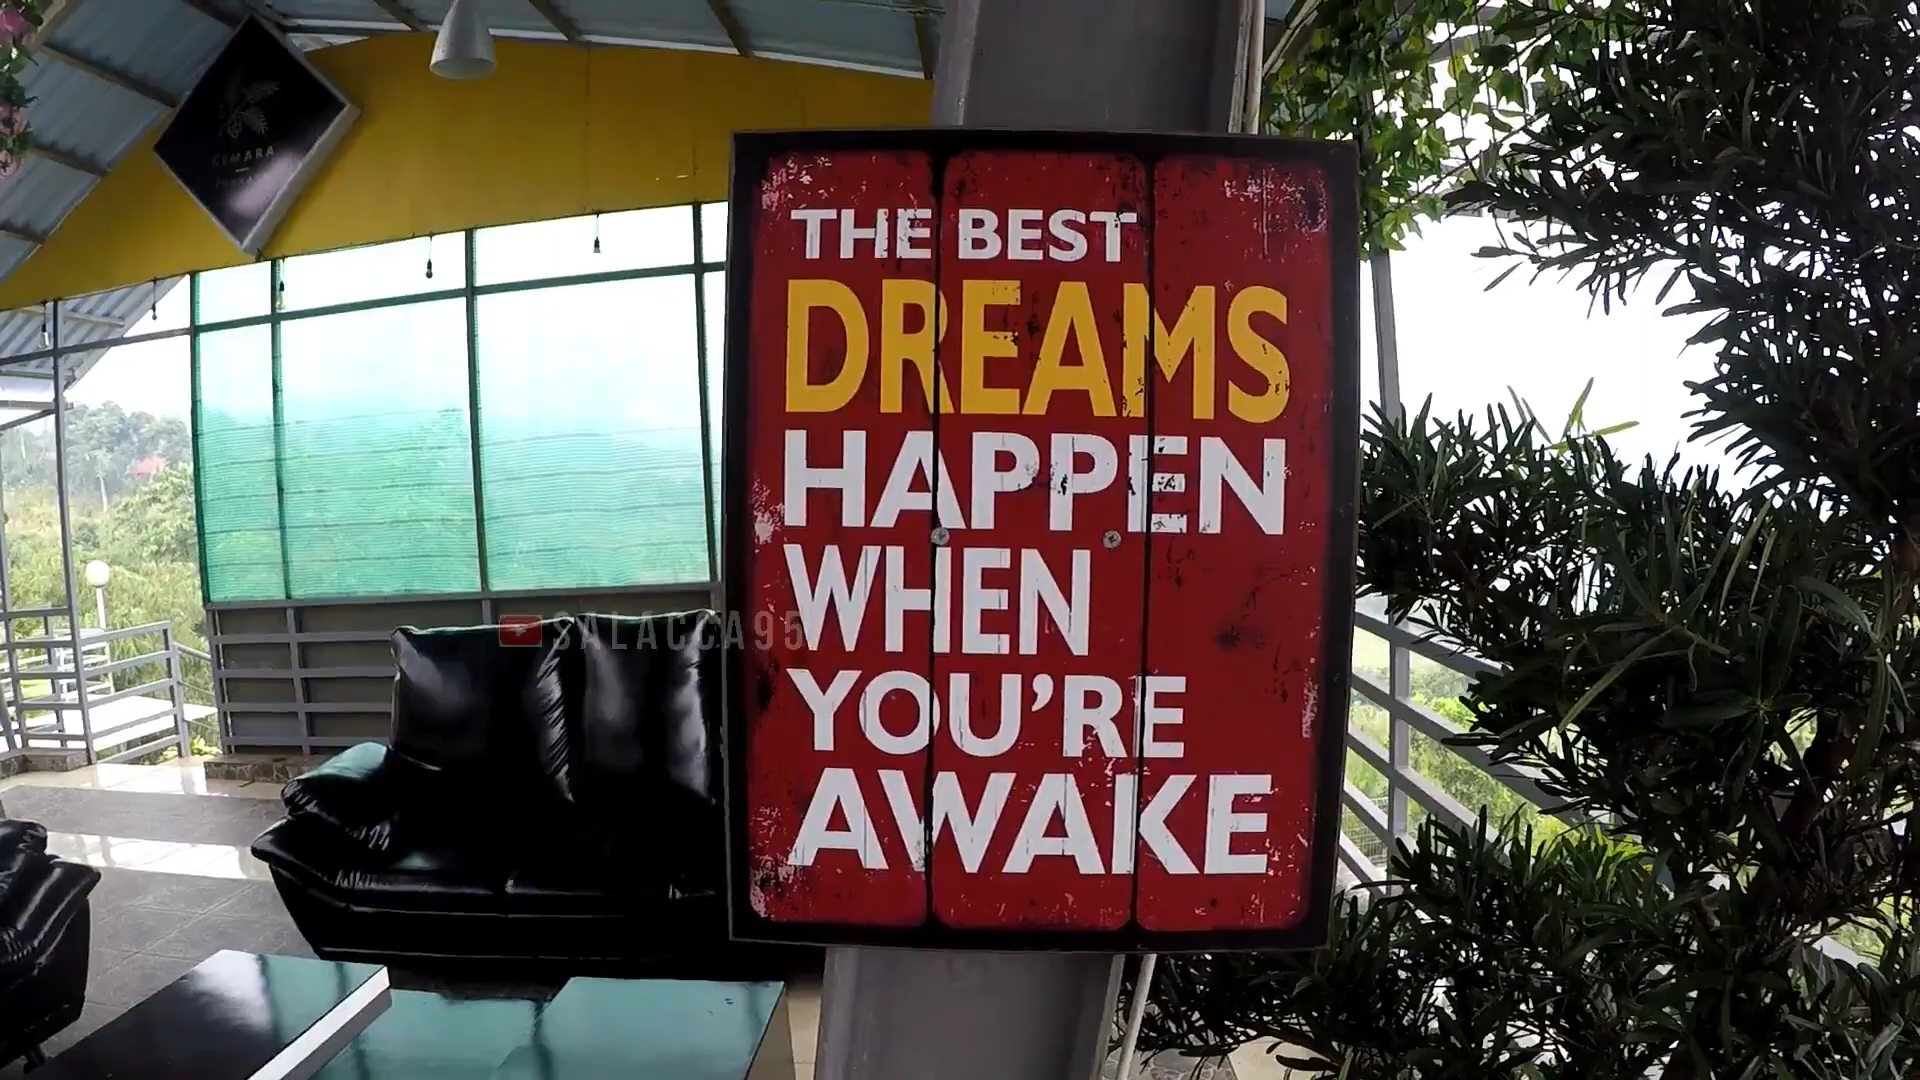 THE BEST
DREAMS
HAPPEN
WHEN
YOU'RE
AWAKE
SALACCA95